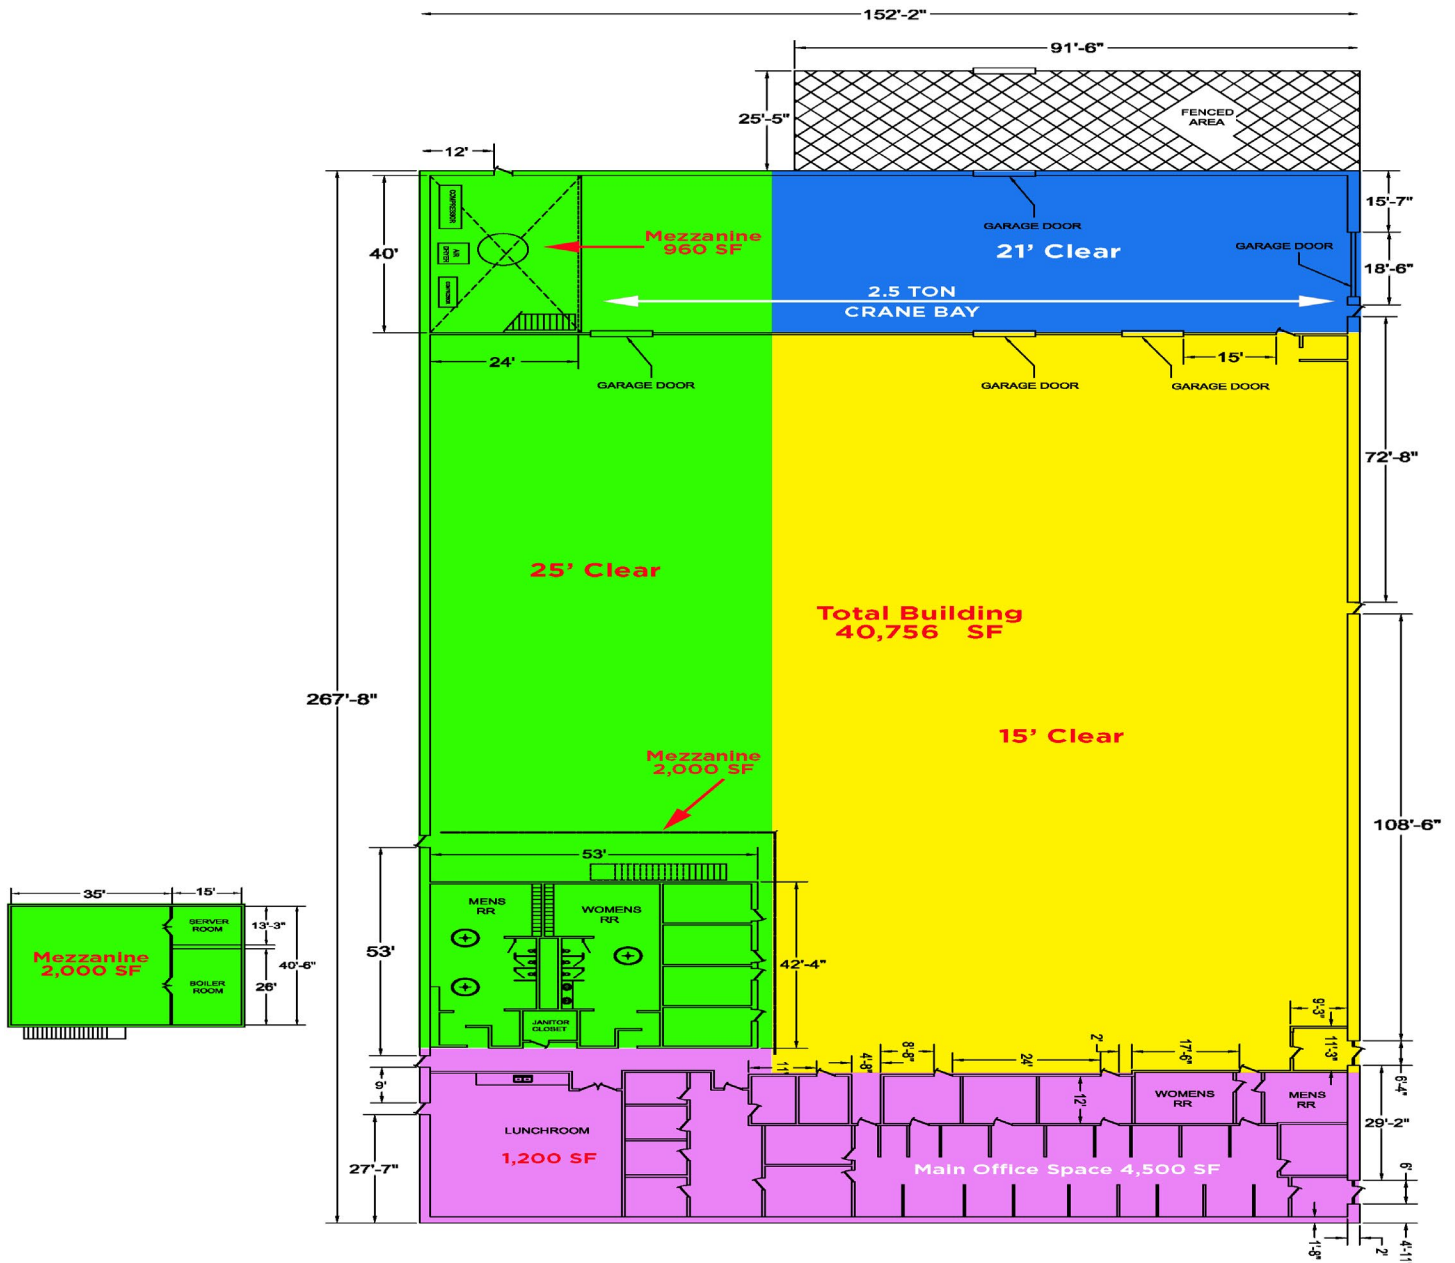 152'-2"
91'-6"
25'-5"
FENCED
AREA
12'
15'-7"
COMPRESSOR
GARAGE DOOR
Mezzanine
960 SF
21' Clear
GARAGE DOOR
40'
AIR
DRYER
18'-6"
2.5 TON
CRANE BAY
24'
15'
GARAGE DOOR
GARAGE DOOR
GARAGE DOOR
72'-8"
25' Clear
Total Building
40,756 SF
267'-8"
15' Clear
Mezzanine
2,000 SF
108'-6"
53'
35'
15'
MENS
RR
WOMENS
RR
SERVER
ROOM
13'-3"
53'
Mezzanine
2,000 SF
40'-6"
42'-4"
BOILER
ROOM
26'
9'-3"
JANITOR
CLOSET
2'
8'-8"
24'
17'-6"
11'-3"
11'
4'-8"
9'
6'-4"
12'
WOMENS
RR
MENS
RR
LUNCHROOM
29'-2"
1,200 SF
27'-7"
Main Office Space 4,500 SF
6'
1'-8"
2'
4'-11